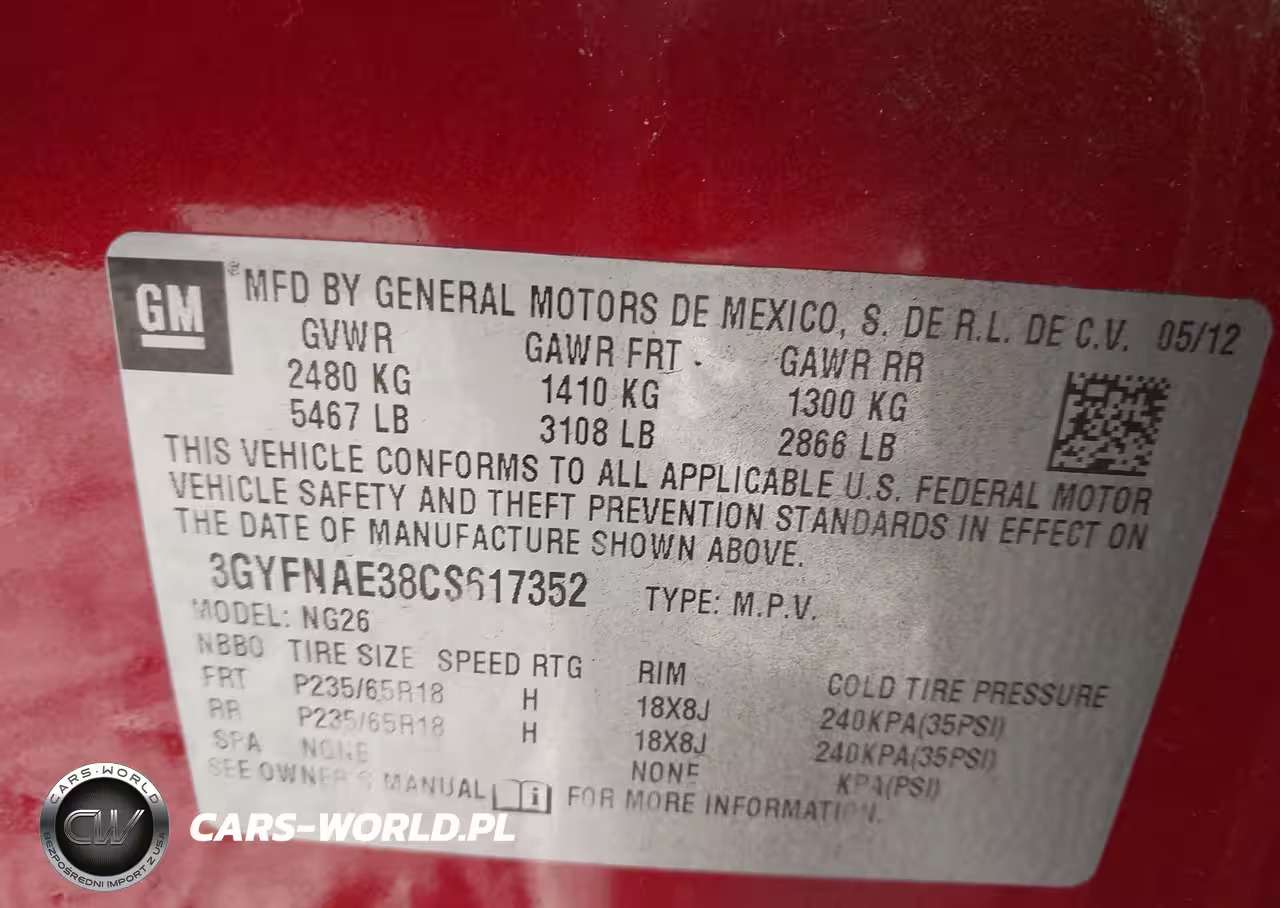 GM
® MFD BY GENERAL MOTORS DE MEXICO, S. DE R.L. DE C.V. 05/12
GVWR GAWR FRT GAWR RR
2480 KG 1410 KG 1300 KG
5467 LB 3108 LB 2866 LB
THIS VEHICLE CONFORMS TO ALL APPLICABLE U.S. FEDERAL MOTOR
VEHICLE SAFETY AND THEFT PREVENTION STANDARDS IN EFFECT ON
THE DATE OF MANUFACTURE SHOWN ABOVE.
3GYFNAE38CS617352 TYPE: M.P.V.
MODEL: NG26
NBBO TIRE SIZE SPEED RTG RIM COLD TIRE PRESSURE
FRT P235/65R18 H 18X8J 240KPA(35PSI)
RR P235/65R18 H 18X8J 240KPA(35PSI)
SPA NONE NONE KPA(PSI)
SEE OWNER'S MANUAL i FOR MORE INFORMATION.
CARS-WORLD
CW
BEZPOŚREDNI IMPORT Z USA
CARS-WORLD.PL